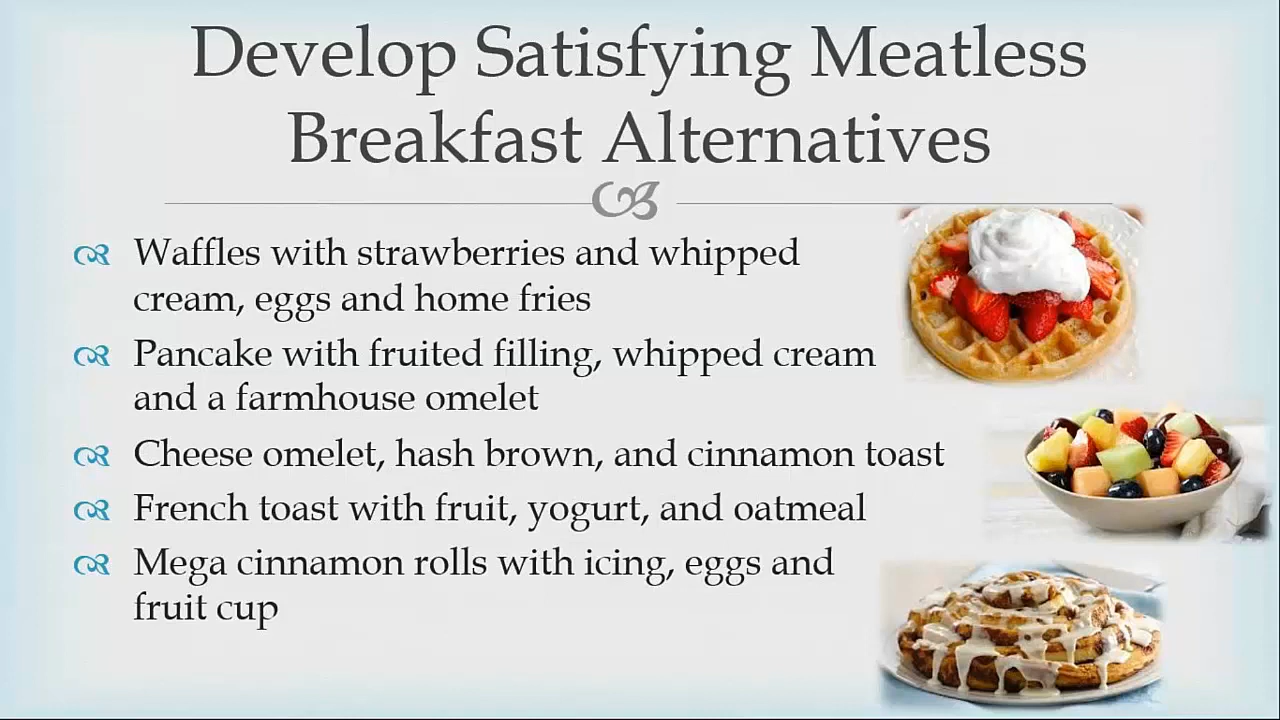 Develop Satisfying Meatless
Breakfast Alternatives
Waffles with strawberries and whipped
cream, eggs and home fries
Pancake with fruited filling, whipped cream
and a farmhouse omelet
Cheese omelet, hash brown, and cinnamon toast
French toast with fruit, yogurt, and oatmeal
Mega cinnamon rolls with icing, eggs and
fruit cup